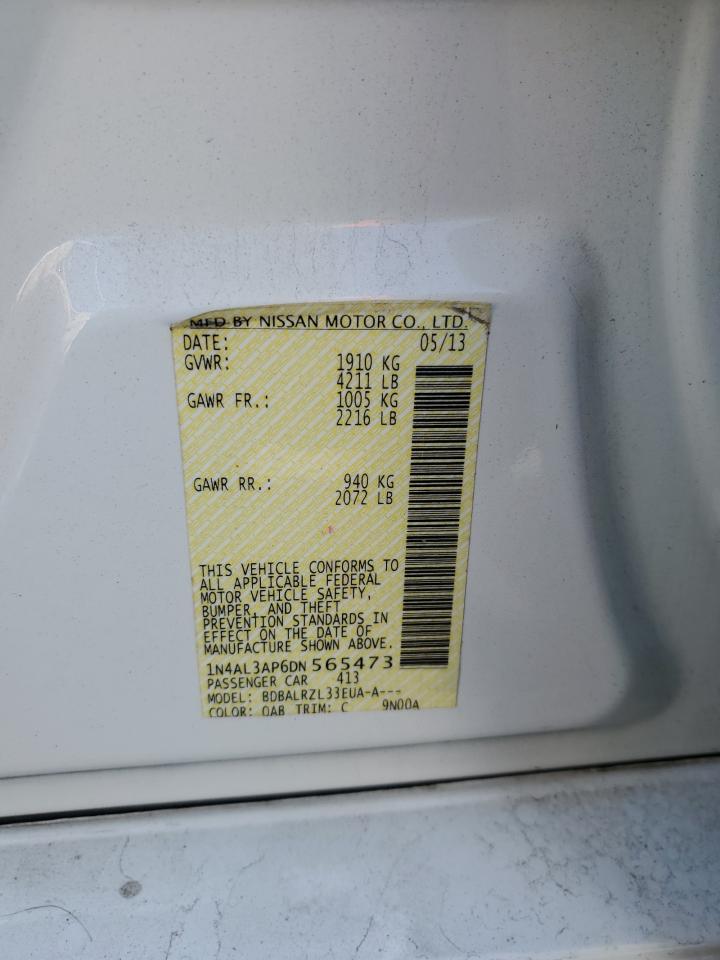 MFD BY NISSAN MOTOR CO., LTD.
DATE: 05/13
GVWR: 1910 KG
4211 LB
GAWR FR.: 1005 KG
2216 LB
GAWR RR.: 940 KG
2072 LB
THIS VEHICLE CONFORMS TO
ALL APPLICABLE FEDERAL
MOTOR VEHICLE SAFETY,
BUMPER, AND THEFT
PREVENTION STANDARDS IN
EFFECT ON THE DATE OF
MANUFACTURE SHOWN ABOVE.
1N4AL3AP6DN 565473
PASSENGER CAR 413
MODEL: BDBALRZL33EUA-A---
COLOR: QAB TRIM: C 9N00A